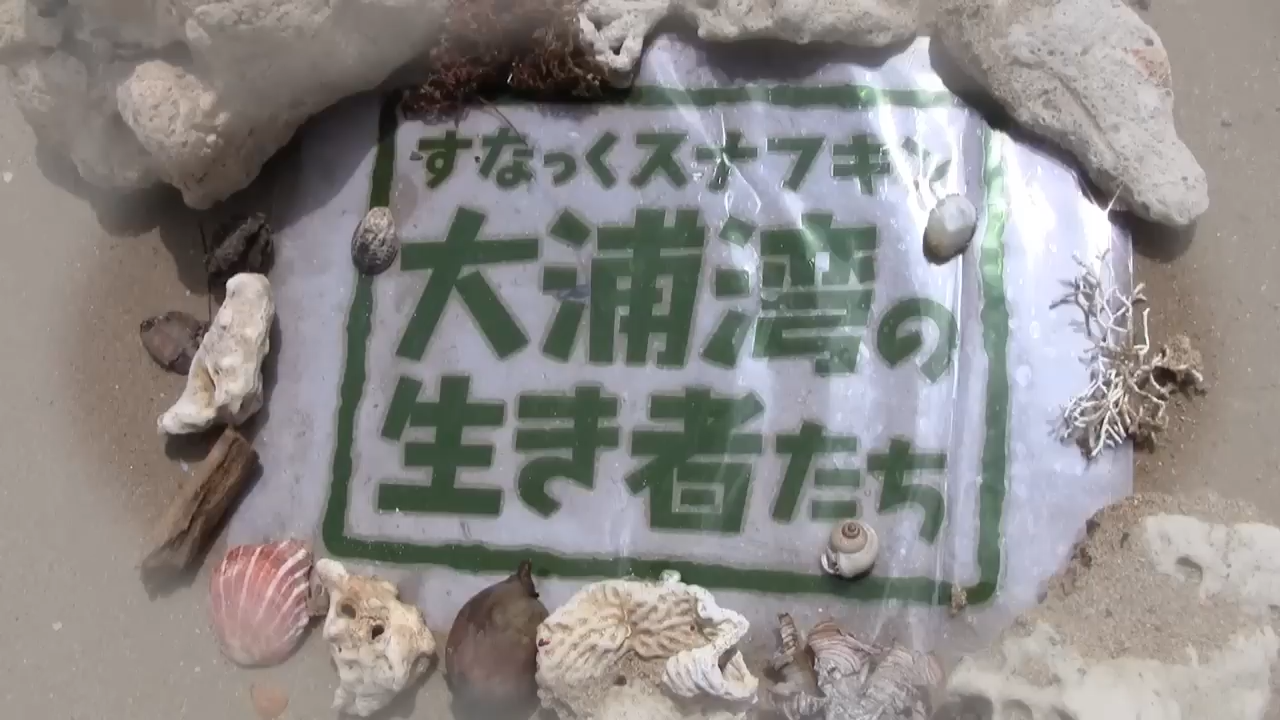 すなっくスナフキン
大浦湾の
生き者たち